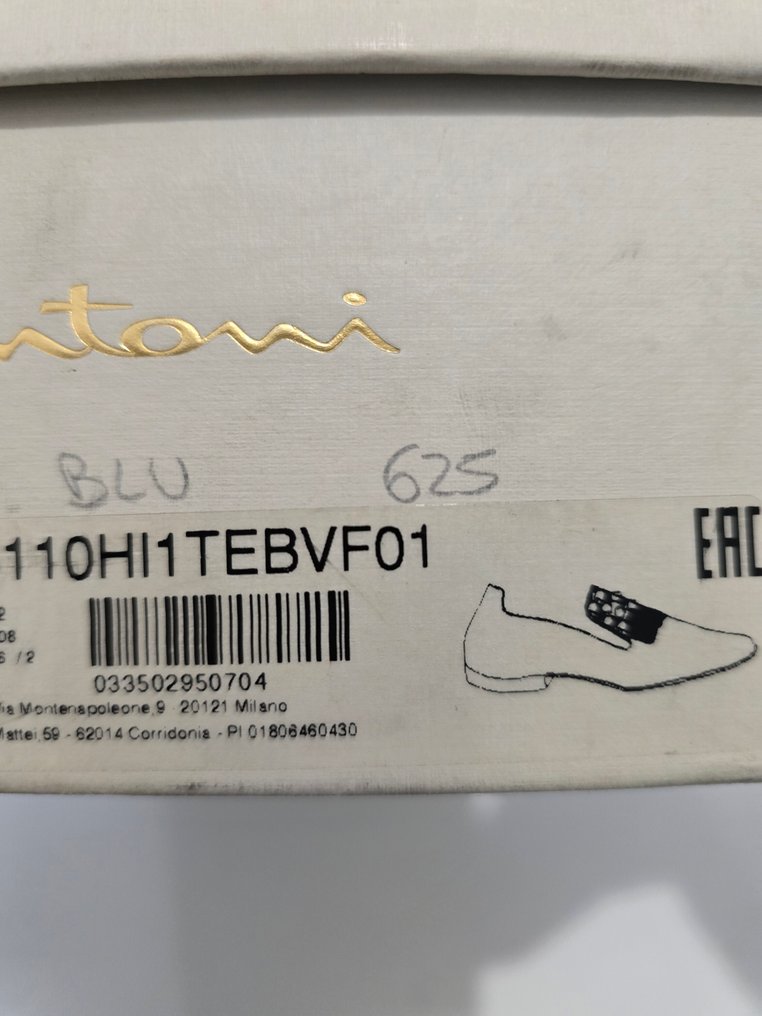 ntoni
BLU 625
110HI1TEBVF01
EAC
2
08
6 /2
033502950704
ia Montenapoleone,9 - 20121 Milano
Mattei,59 - 62014 Corridonia - PI 01806460430